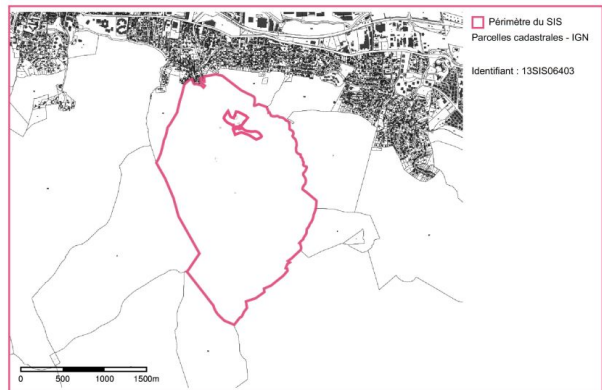 Périmètre du SIS
Parcelles cadastrales - IGN
Identifiant : 13SIS06403
0 500 1000 1500m